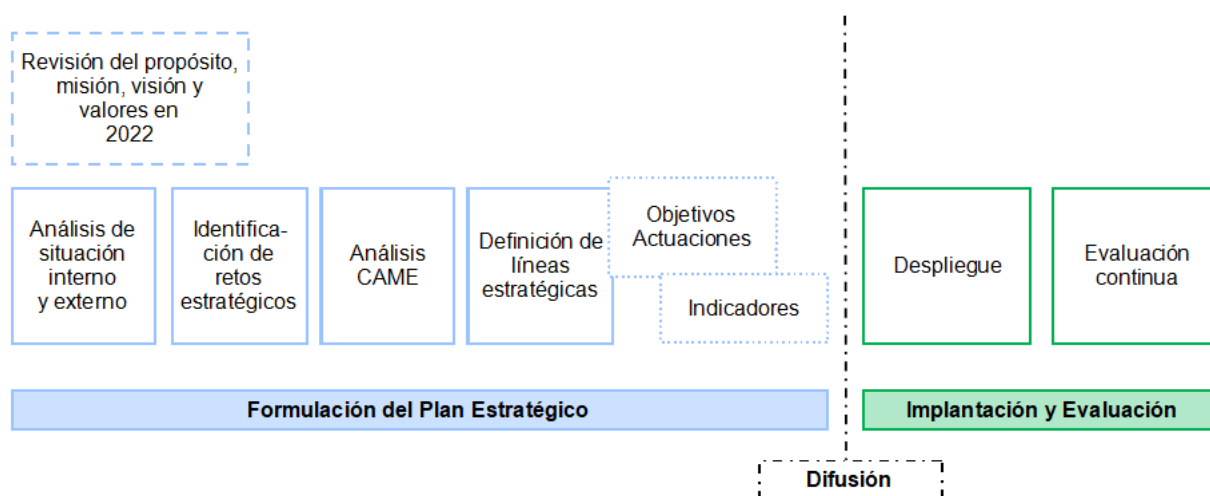 Revisión del propósito,
misión, visión y
valores en
2022
Análisis de
situación
interno
y externo
Identifica-
ción de
retos
estratégicos
Análisis
CAME
Definición de
líneas
estratégicas
Objetivos
Actuaciones
Indicadores
Despliegue
Evaluación
continua
Formulación del Plan Estratégico
Implantación y Evaluación
Difusión